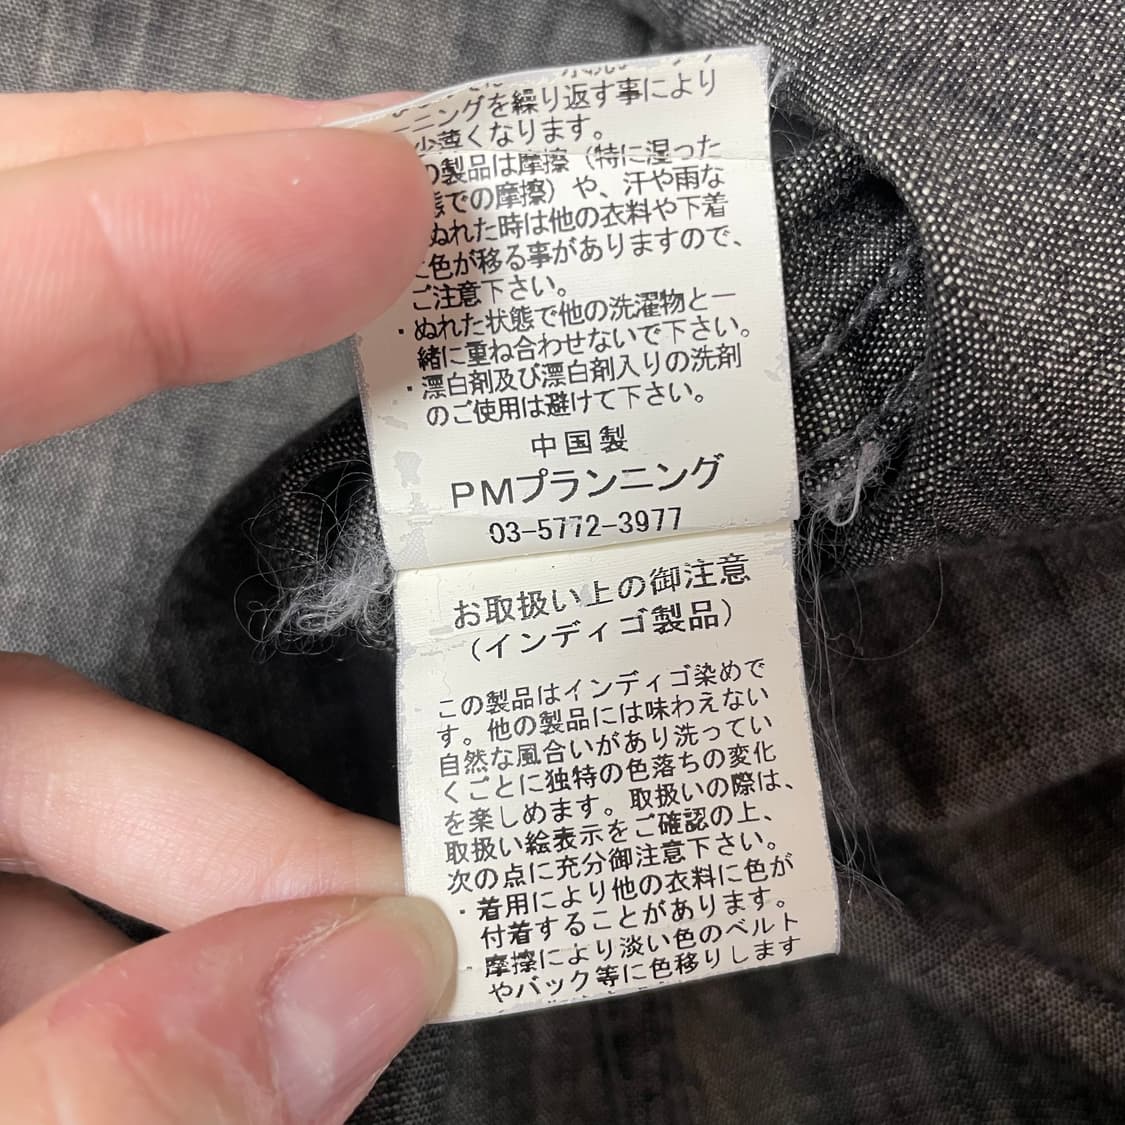 ニングを繰り返す事により
少薄くなります。
の製品は摩擦(特に湿った
態での摩擦)や、汗や雨な
ぬれた時は他の衣料や下着
に色が移る事がありますので、
ご注意下さい。
・ぬれた状態で他の洗濯物と一
緒に重ね合わせないで下さい。
・漂白剤及び漂白剤入りの洗剤
のご使用は避けて下さい。
中国製
PMプランニング
03-5772-3977
お取扱い上の御注意
(インディゴ製品)
この製品はインディゴ染めで
す。他の製品には味わえない
自然な風合いがあり洗ってい
くごとに独特の色落ちの変化
を楽しめます。取扱いの際は、
取扱い絵表示をご確認の上、
次の点に充分御注意下さい。
・着用により他の衣料に色が
付着することがあります。
・摩擦により淡い色のベルト
やバック等に色移りします